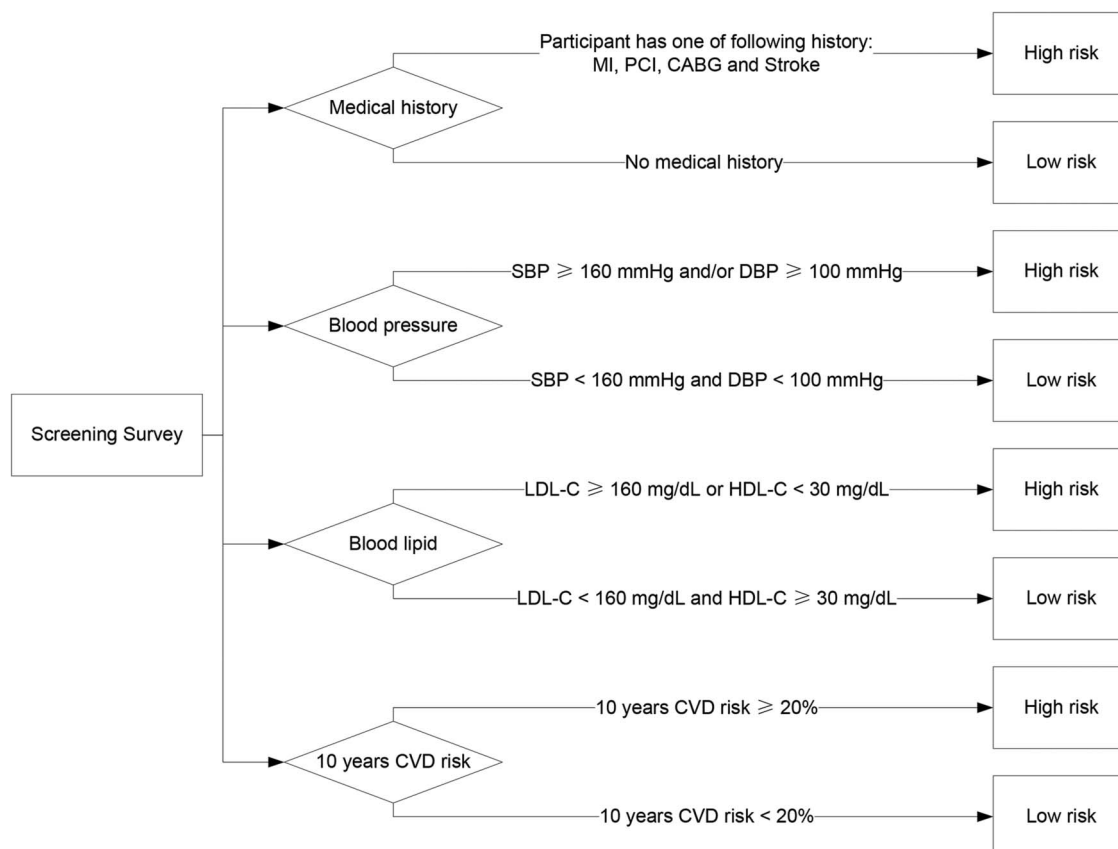 Participant has one of following history:
MI, PCI, CABG and Stroke
High risk
Medical history
No medical history
Low risk
SBP ⩾ 160 mmHg and/or DBP ⩾ 100 mmHg
High risk
Blood pressure
SBP < 160 mmHg and DBP < 100 mmHg
Low risk
Screening Survey
LDL-C ⩾ 160 mg/dL or HDL-C < 30 mg/dL
High risk
Blood lipid
LDL-C < 160 mg/dL and HDL-C ⩾ 30 mg/dL
Low risk
10 years CVD risk ⩾ 20%
High risk
10 years CVD risk
10 years CVD risk < 20%
Low risk